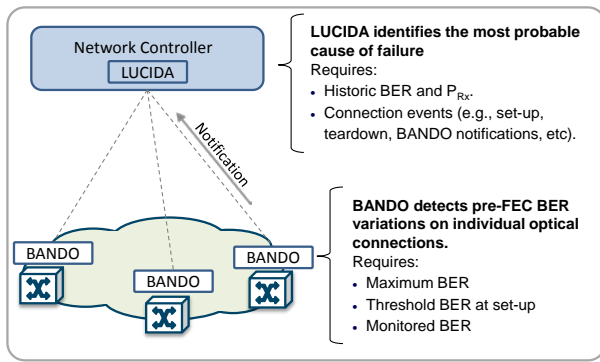 Network Controller
LUCIDA
Notification
BANDO
BANDO
BANDO
LUCIDA identifies the most probable
cause of failure
Requires:
• Historic BER and PRx.
• Connection events (e.g., set-up,
teardown, BANDO notifications, etc).
BANDO detects pre-FEC BER
variations on individual optical
connections.
Requires:
• Maximum BER
• Threshold BER at set-up
• Monitored BER